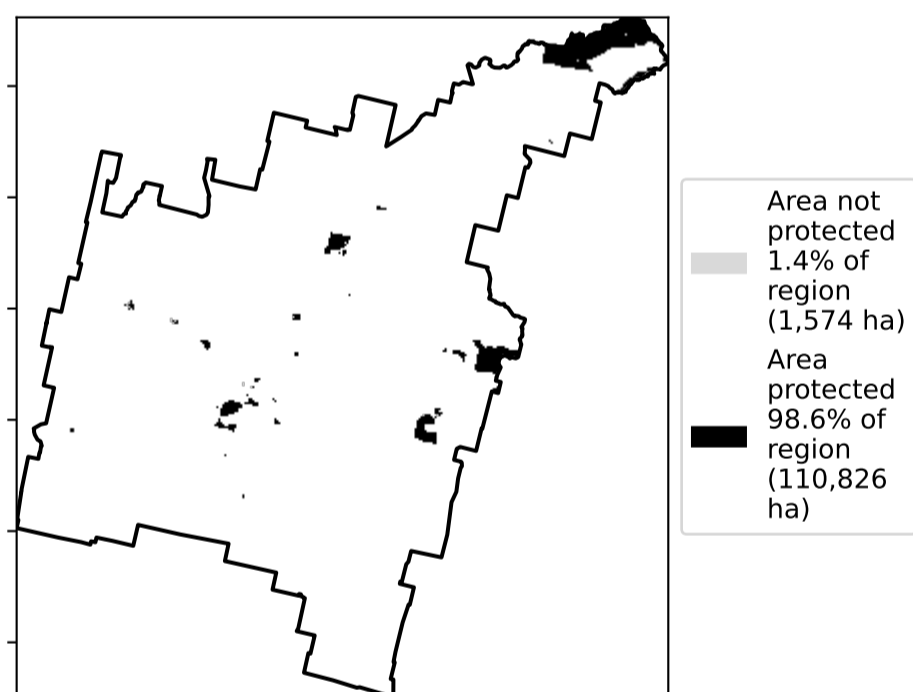 Area not
protected
1.4% of
region
(1,574 ha)
Area
protected
98.6% of
region
(110,826
ha)